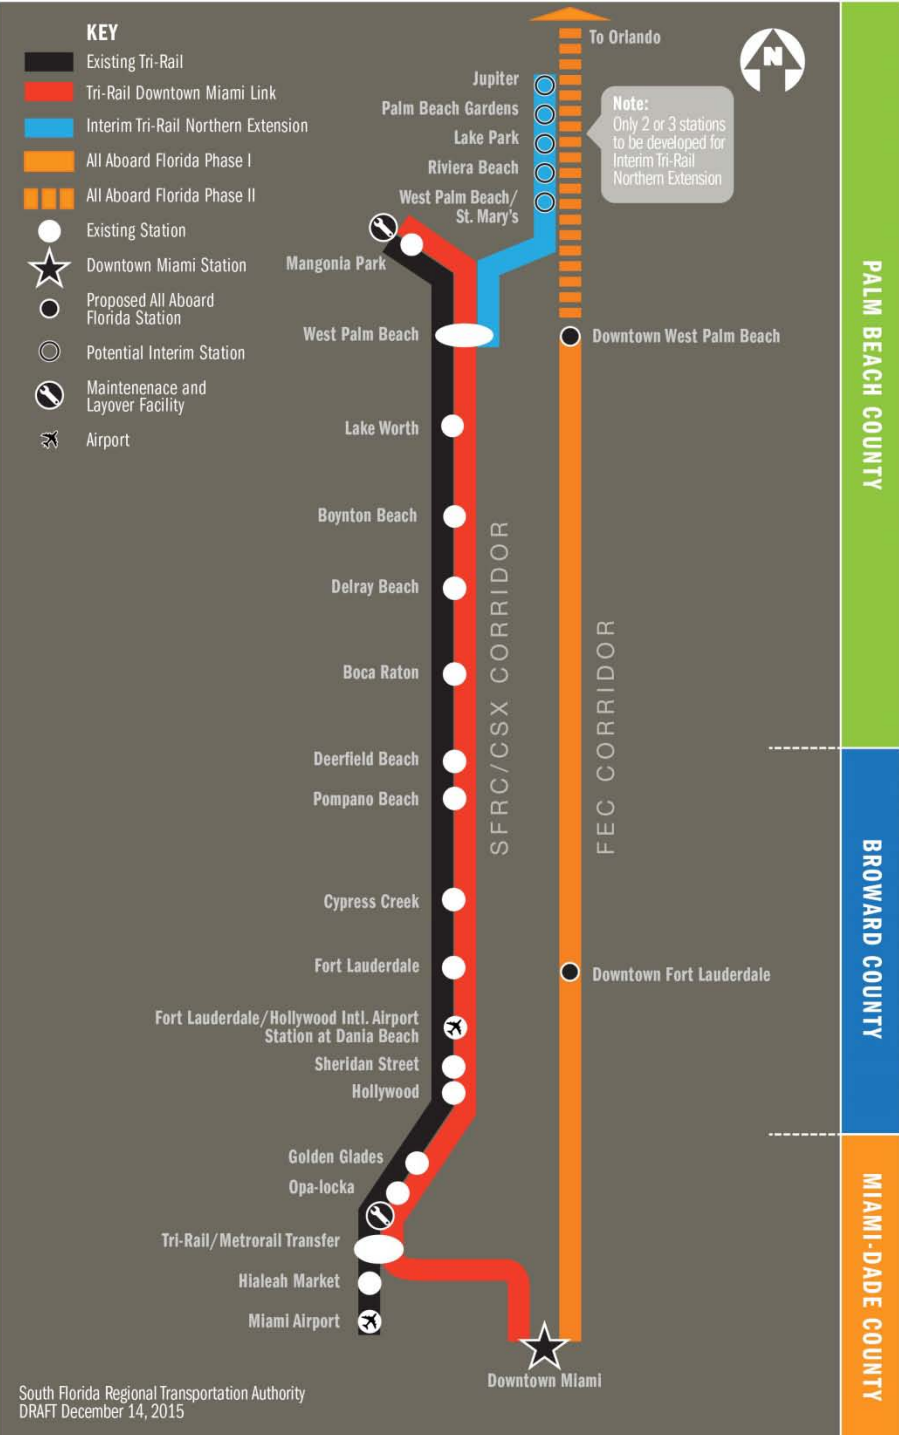 KEY
Existing Tri-Rail
Tri-Rail Downtown Miami Link
Interim Tri-Rail Northern Extension
All Aboard Florida Phase I
All Aboard Florida Phase II
Existing Station
Downtown Miami Station
Proposed All Aboard
Florida Station
Potential Interim Station
Maintenenace and
Layover Facility
Airport
To Orlando
N
Note:
Only 2 or 3 stations
to be developed for
Interim Tri-Rail
Northern Extension
Jupiter
Palm Beach Gardens
Lake Park
Riviera Beach
West Palm Beach/
St. Mary's
Mangonia Park
West Palm Beach
Downtown West Palm Beach
Lake Worth
Boynton Beach
Delray Beach
Boca Raton
Deerfield Beach
Pompano Beach
Cypress Creek
Fort Lauderdale
Downtown Fort Lauderdale
Fort Lauderdale/Hollywood Intl. Airport
Station at Dania Beach
Sheridan Street
Hollywood
Golden Glades
Opa-locka
Tri-Rail/Metrorail Transfer
Hialeah Market
Miami Airport
Downtown Miami
SFRC/CSX CORRIDOR
FEC CORRIDOR
PALM BEACH COUNTY
BROWARD COUNTY
MIAMI-DADE COUNTY
South Florida Regional Transportation Authority
DRAFT December 14, 2015